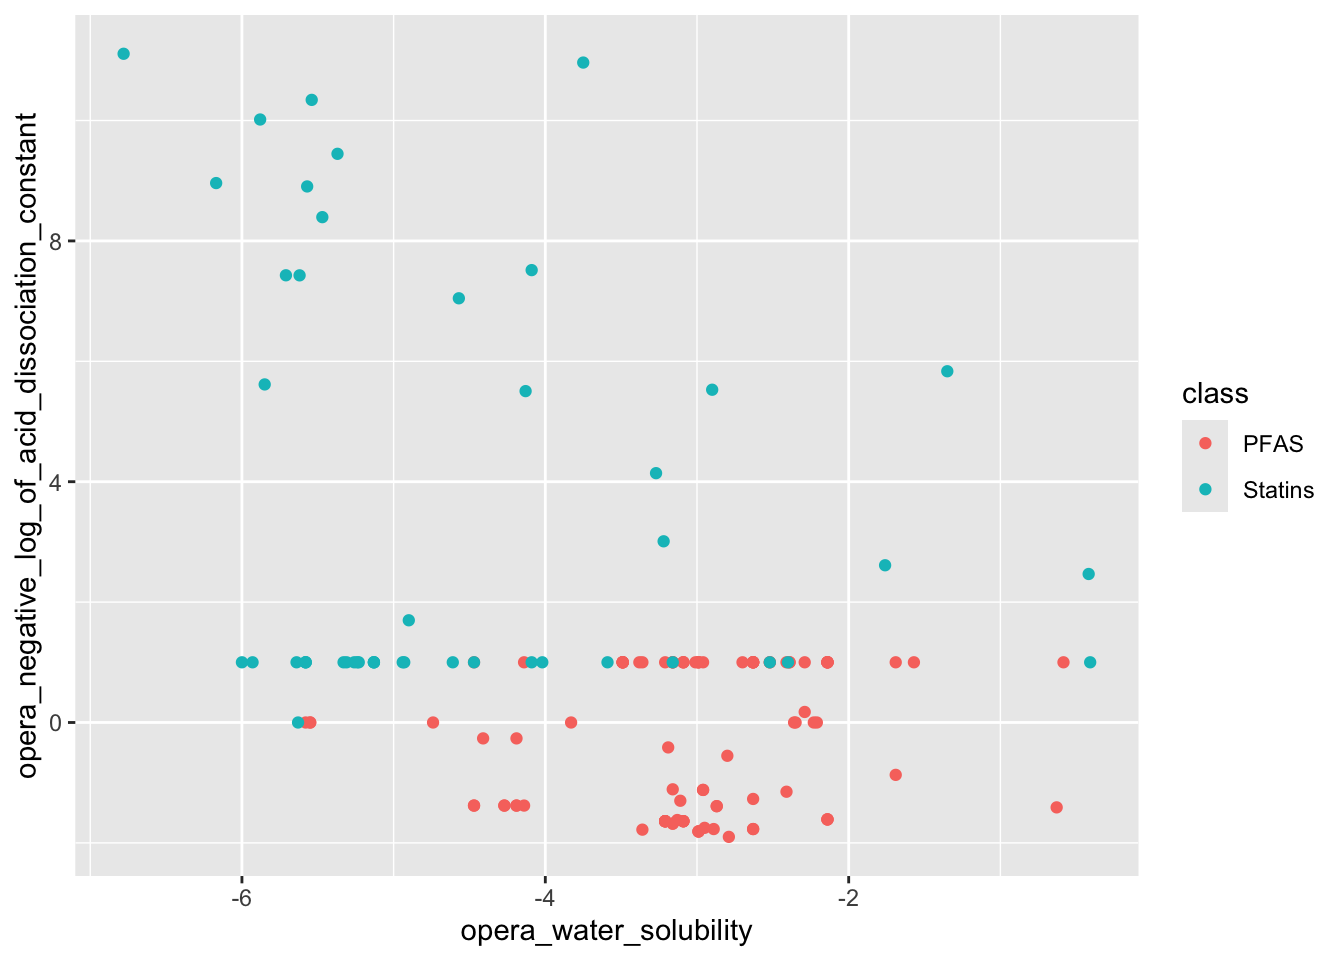 opera_negative_log_of_acid_dissociation_constant
8
4
0
-6
-4
-2
opera_water_solubility
class
PFAS
Statins